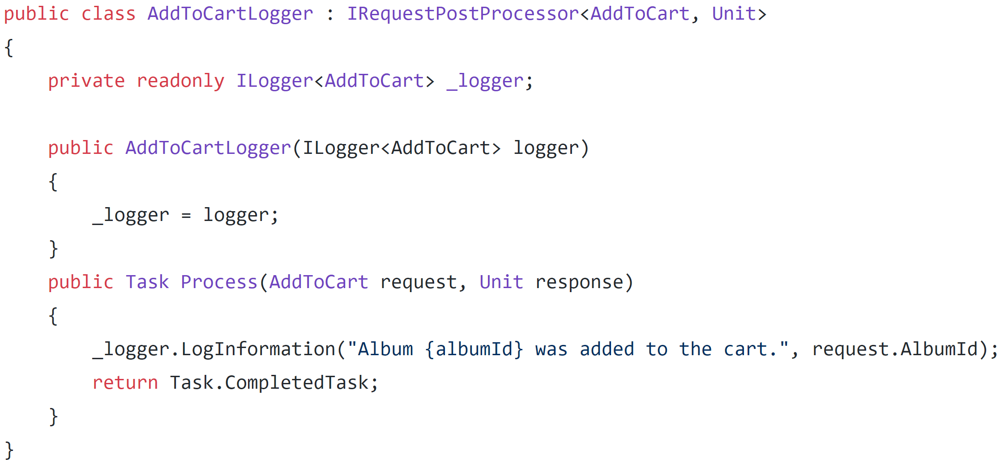 public class AddToCartLogger : IRequestPostProcessor<AddToCart, Unit>
{
    private readonly ILogger<AddToCart> _logger;

    public AddToCartLogger(ILogger<AddToCart> logger)
    {
        _logger = logger;
    }
    public Task Process(AddToCart request, Unit response)
    {
        _logger.LogInformation("Album {albumId} was added to the cart.", request.AlbumId);
        return Task.CompletedTask;
    }
}